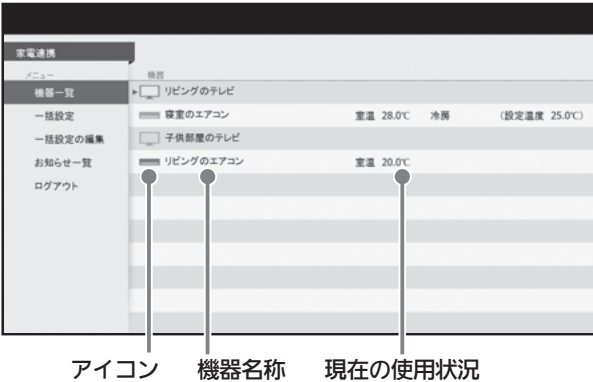 家電連携
メニュー
機器一覧
一括設定
一括設定の編集
お知らせ一覧
ログアウト
機器
リビングのテレビ
寝室のエアコン 室温 28.0℃ 冷房 (設定温度 25.0℃)
子供部屋のテレビ
リビングのエアコン 室温 20.0℃
アイコン 機器名称 現在の使用状況